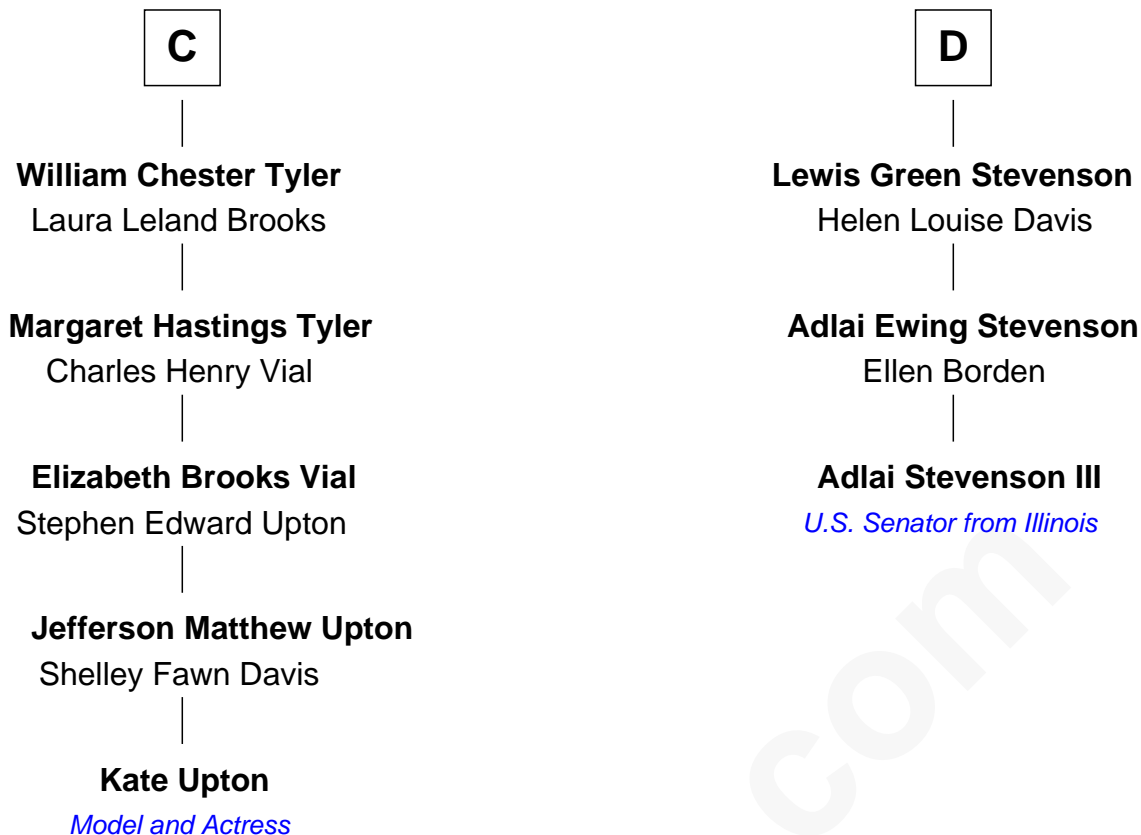 C
William Chester Tyler
Laura Leland Brooks
Margaret Hastings Tyler
Charles Henry Vial
Elizabeth Brooks Vial
Stephen Edward Upton
Jefferson Matthew Upton
Shelley Fawn Davis
Kate Upton
Model and Actress
D
Lewis Green Stevenson
Helen Louise Davis
Adlai Ewing Stevenson
Ellen Borden
Adlai Stevenson III
U.S. Senator from Illinois
com